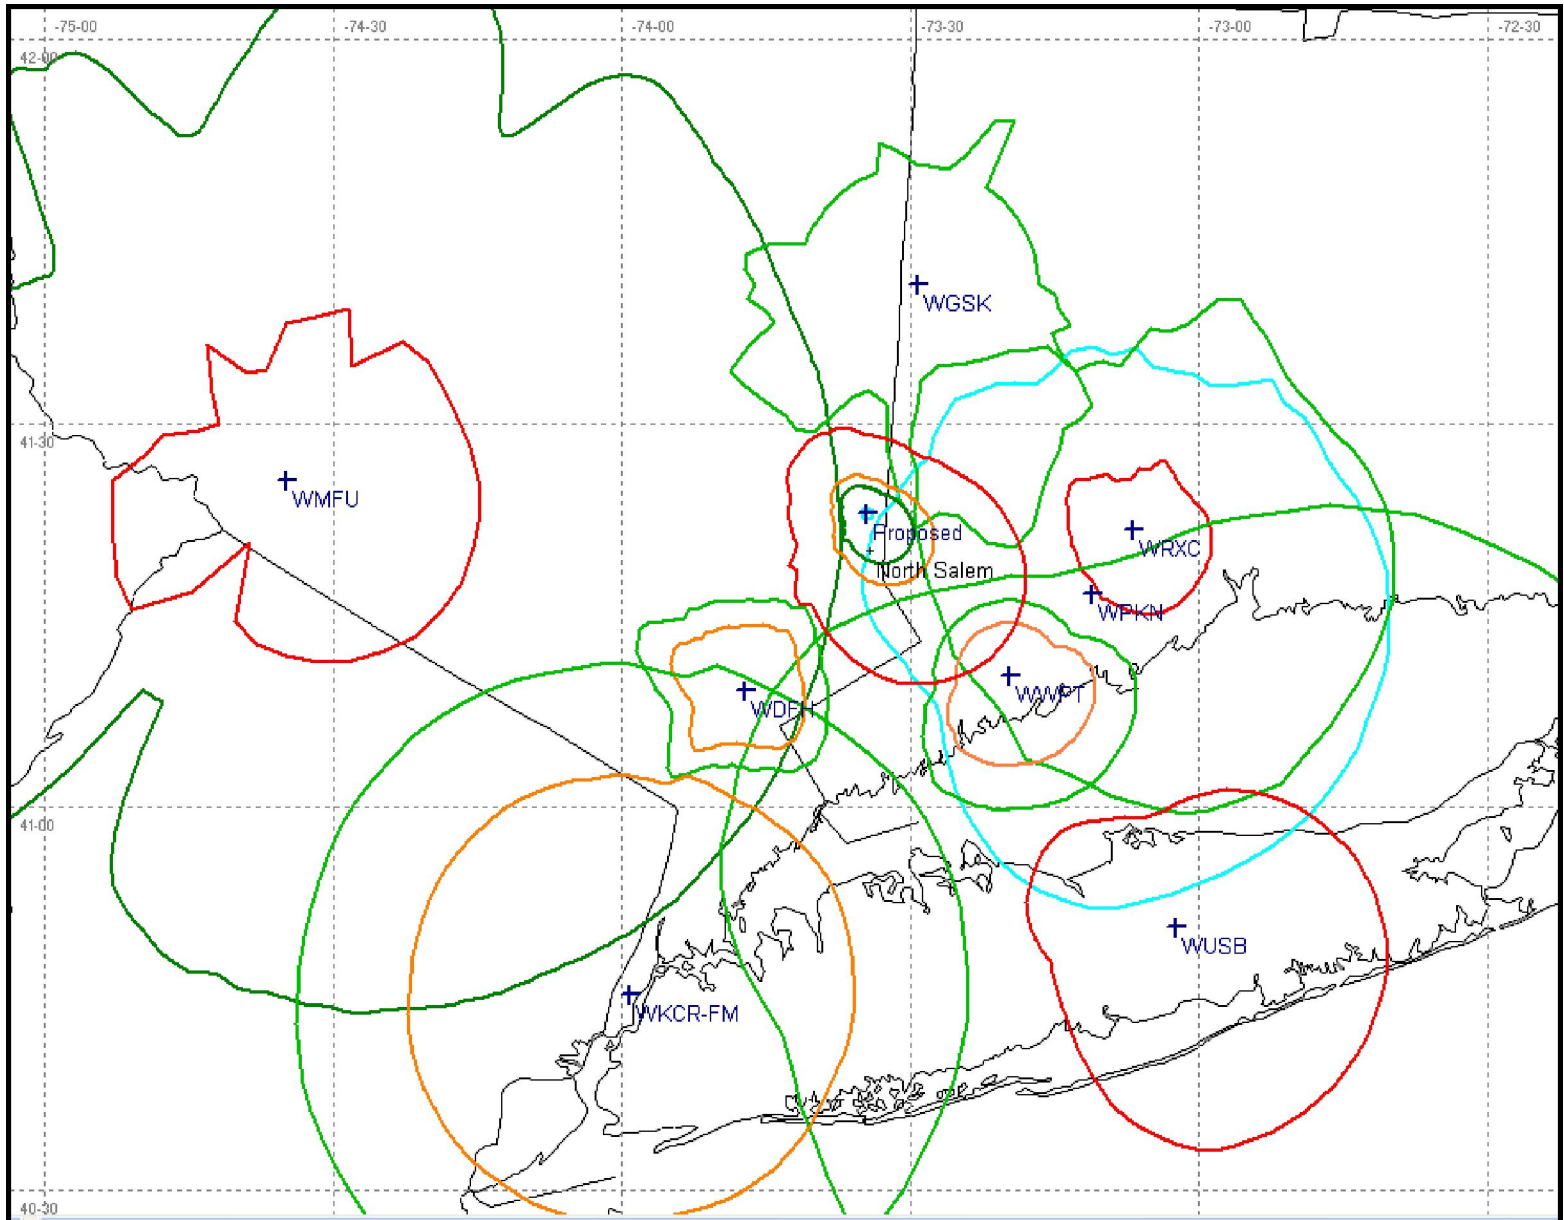 -75-00 -74-30 -74-00 -73-30 -73-00 -72-30
42-00
WGSK
41-30
WMFU
Proposed
WRXC
North Salem
WPKN
WWPT
WDFH
41-00
WUSB
WKCR-FM
40-30